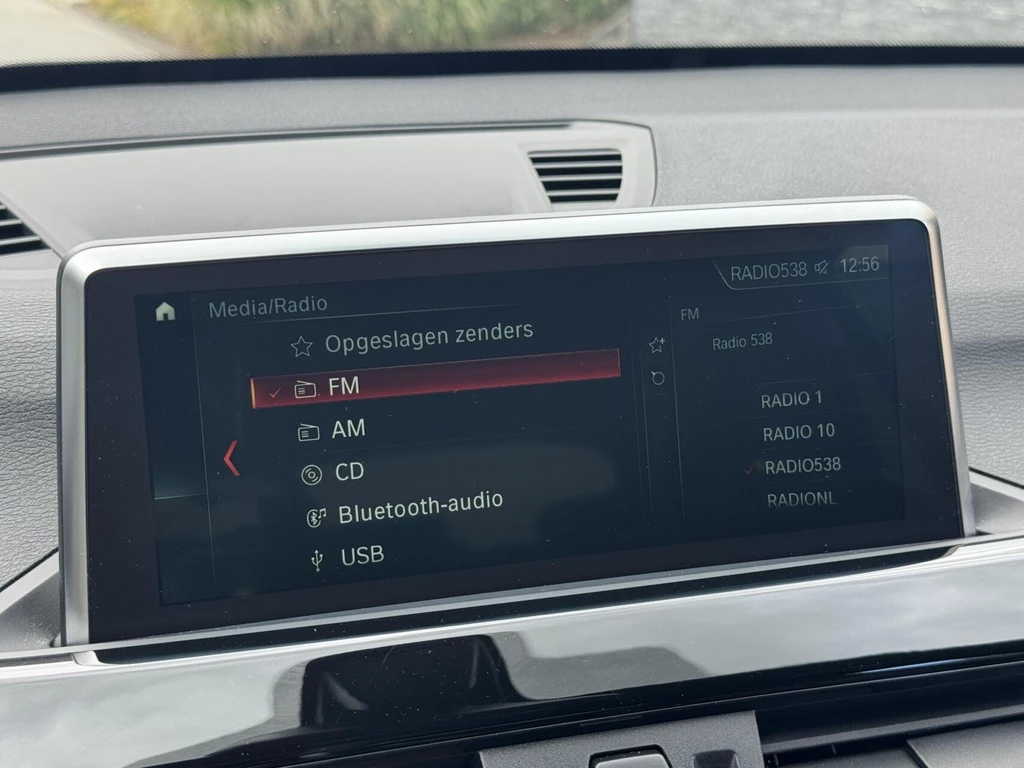 Media/Radio
RADIO538 12:56
Opgeslagen zenders
FM
AM
CD
Bluetooth-audio
USB
FM
Radio 538
RADIO 1
RADIO 10
RADIO538
RADIONL